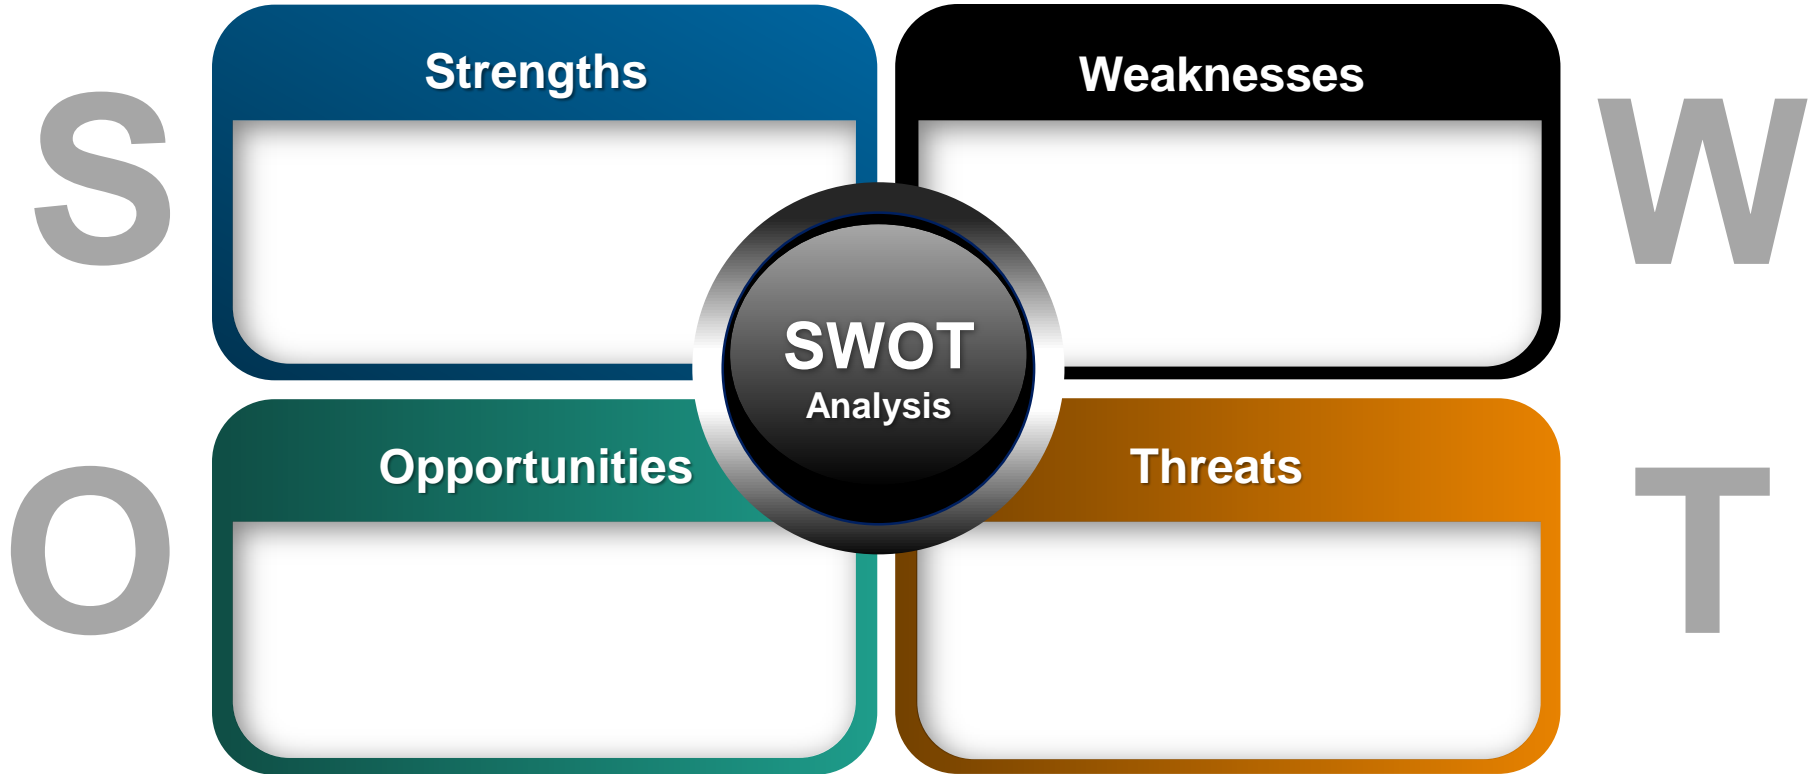 S
Strengths
Weaknesses
W
SWOT
Analysis
O
Opportunities
Threats
T